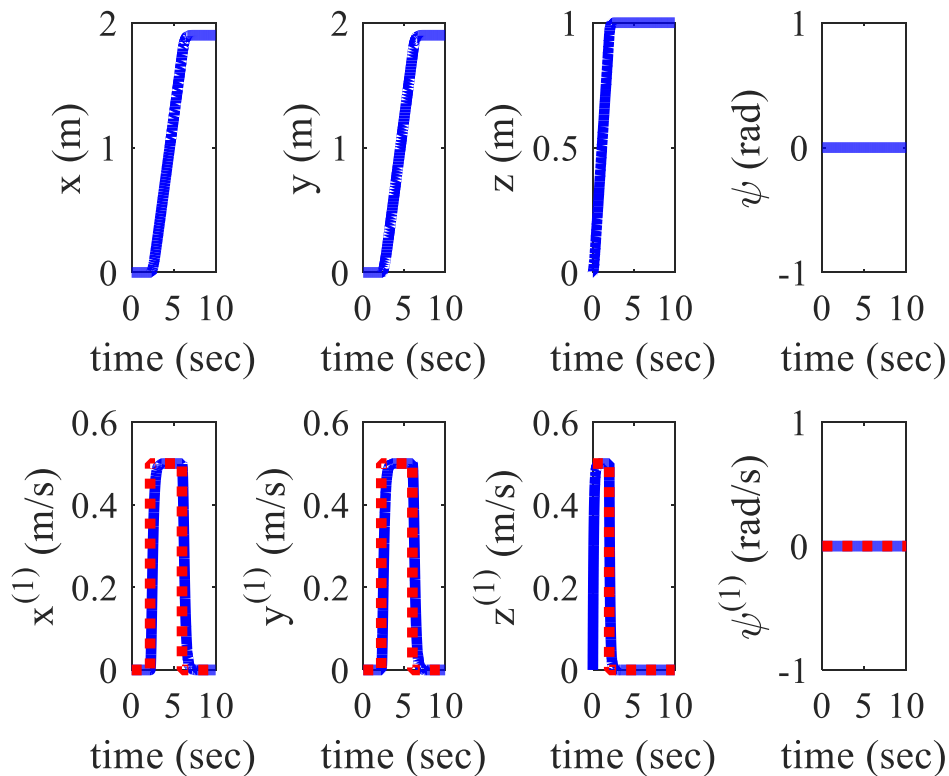 x (m)
2
1
0
0 5 10
time (sec)
y (m)
2
1
0
0 5 10
time (sec)
z (m)
1
0.5
0
0 5 10
time (sec)
ψ (rad)
1
0
-1
0 5 10
time (sec)
x(1) (m/s)
0.6
0.4
0.2
0
0 5 10
time (sec)
y(1) (m/s)
0.6
0.4
0.2
0
0 5 10
time (sec)
z(1) (m/s)
0.6
0.4
0.2
0
0 5 10
time (sec)
ψ(1) (rad/s)
1
0
-1
0 5 10
time (sec)